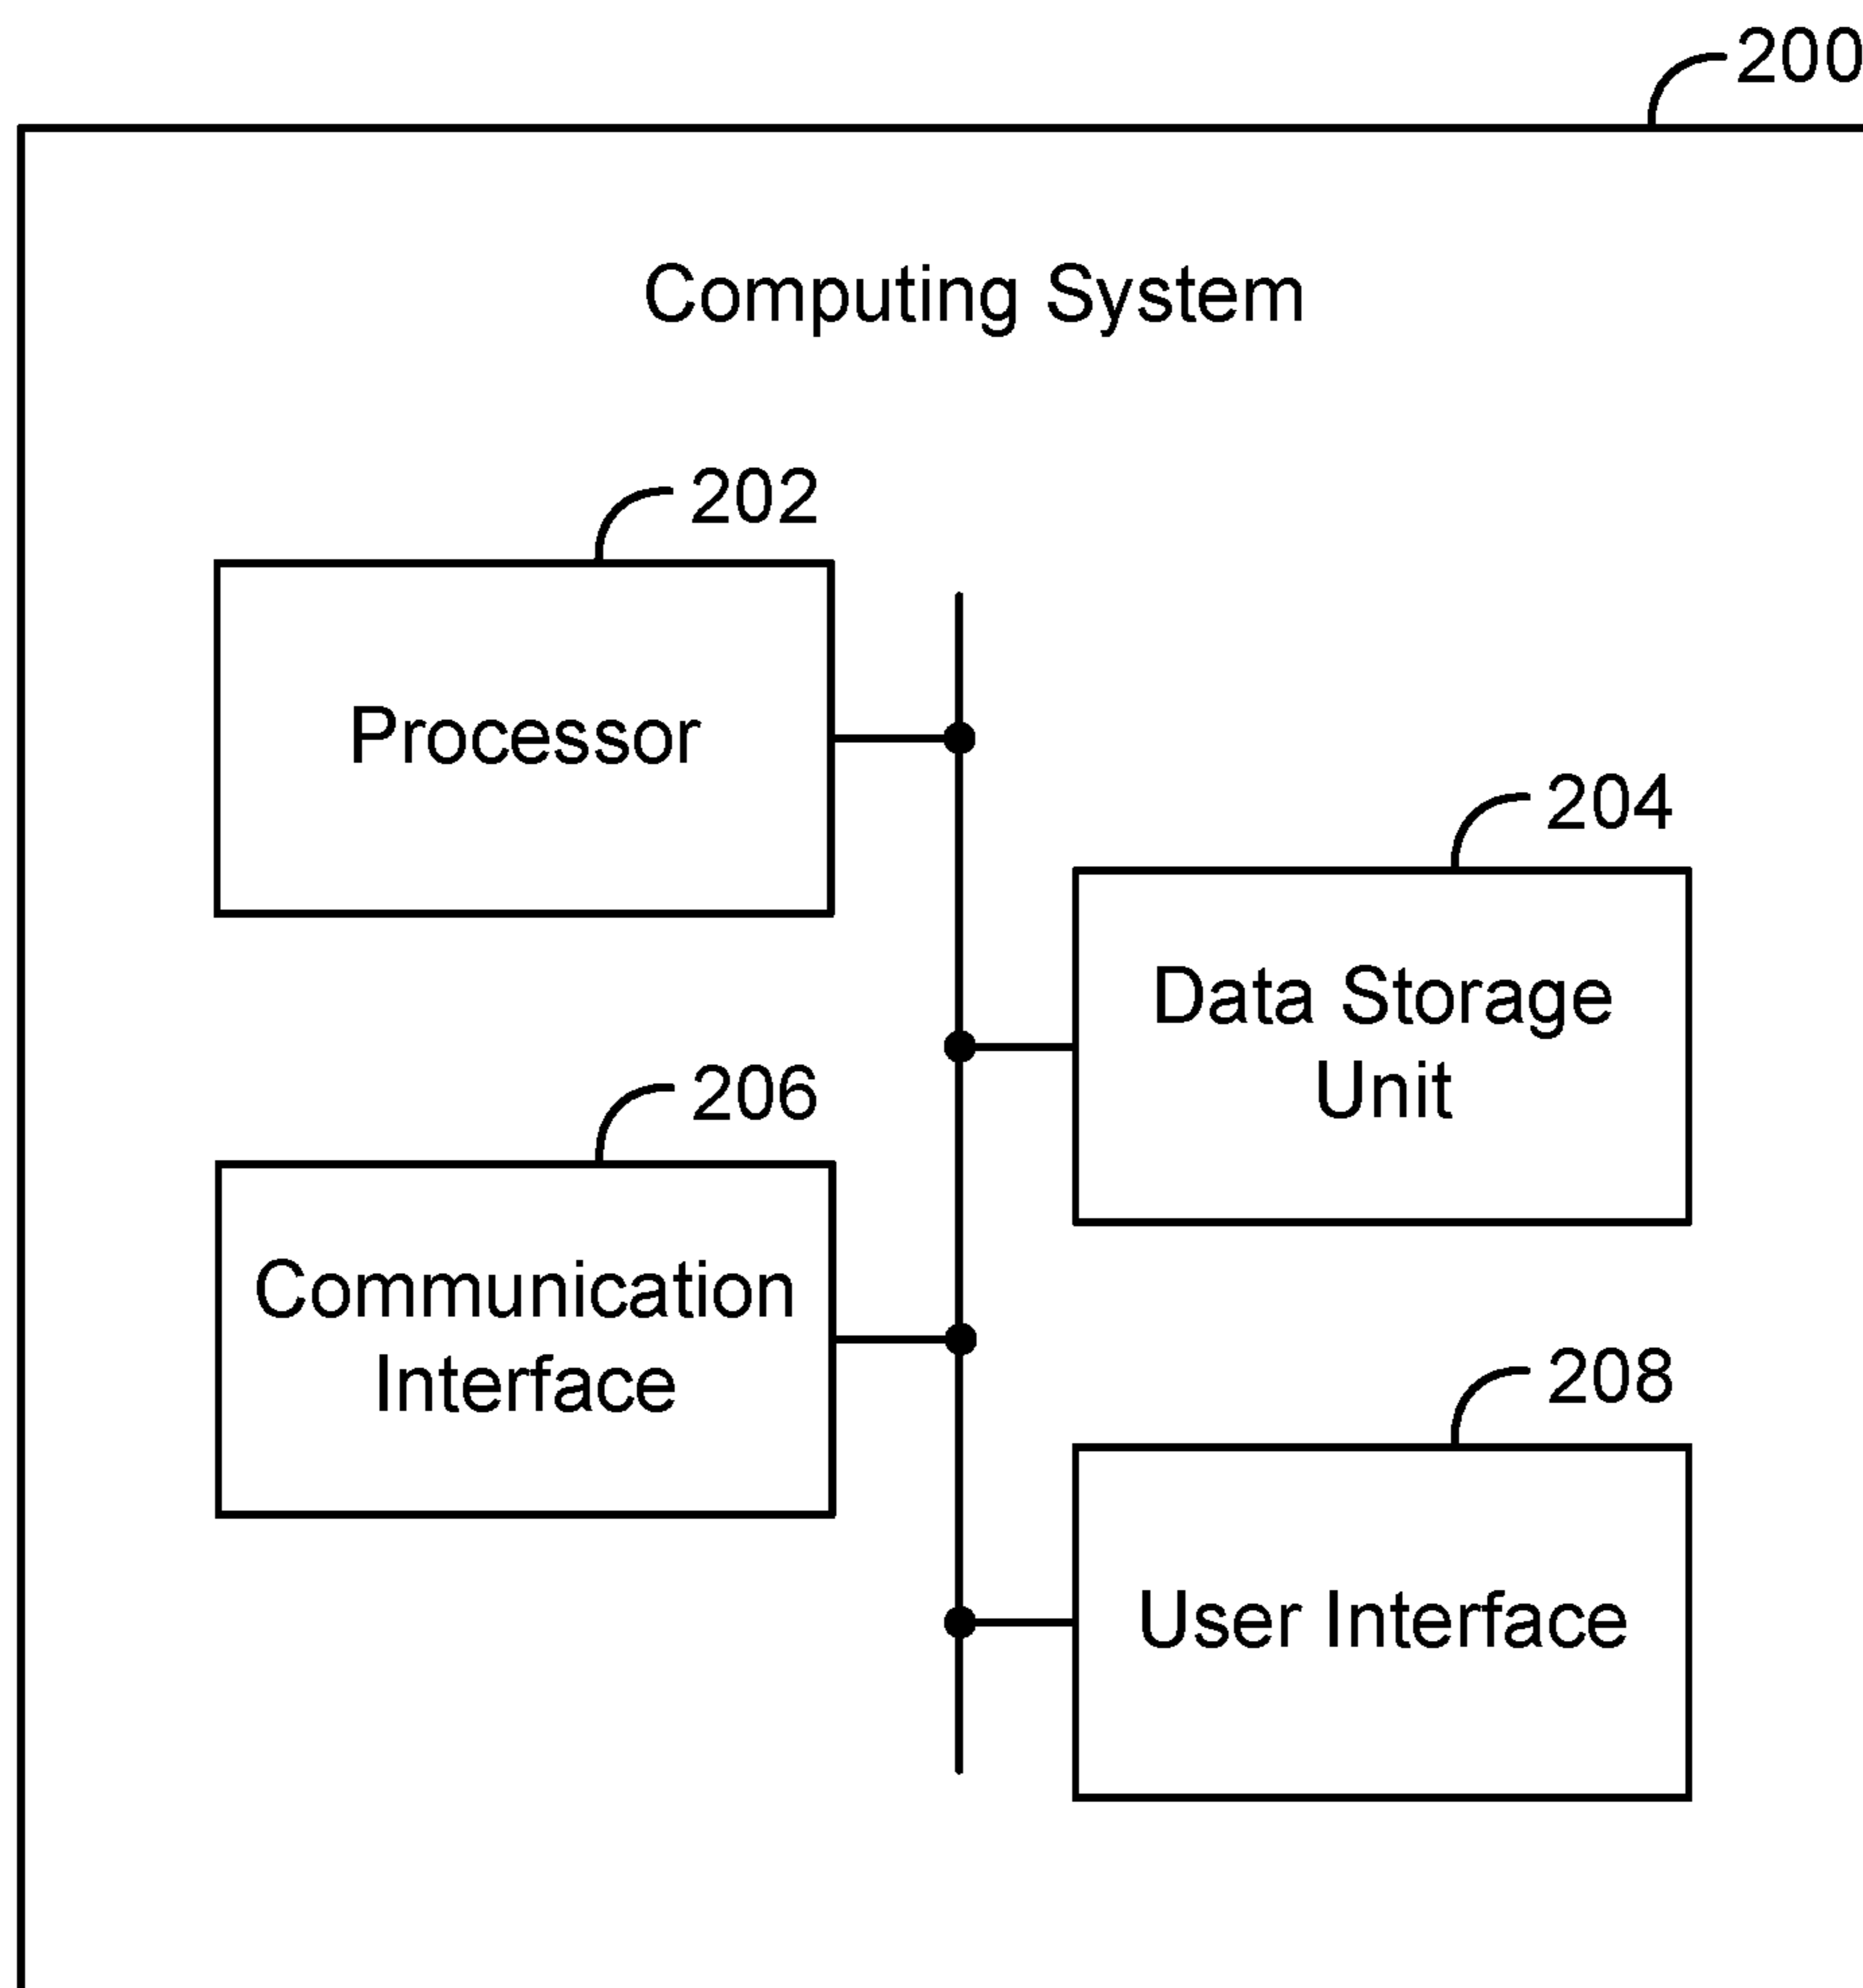 200
Computing System
202
Processor
204
Data Storage
Unit
206
Communication
Interface
208
User Interface